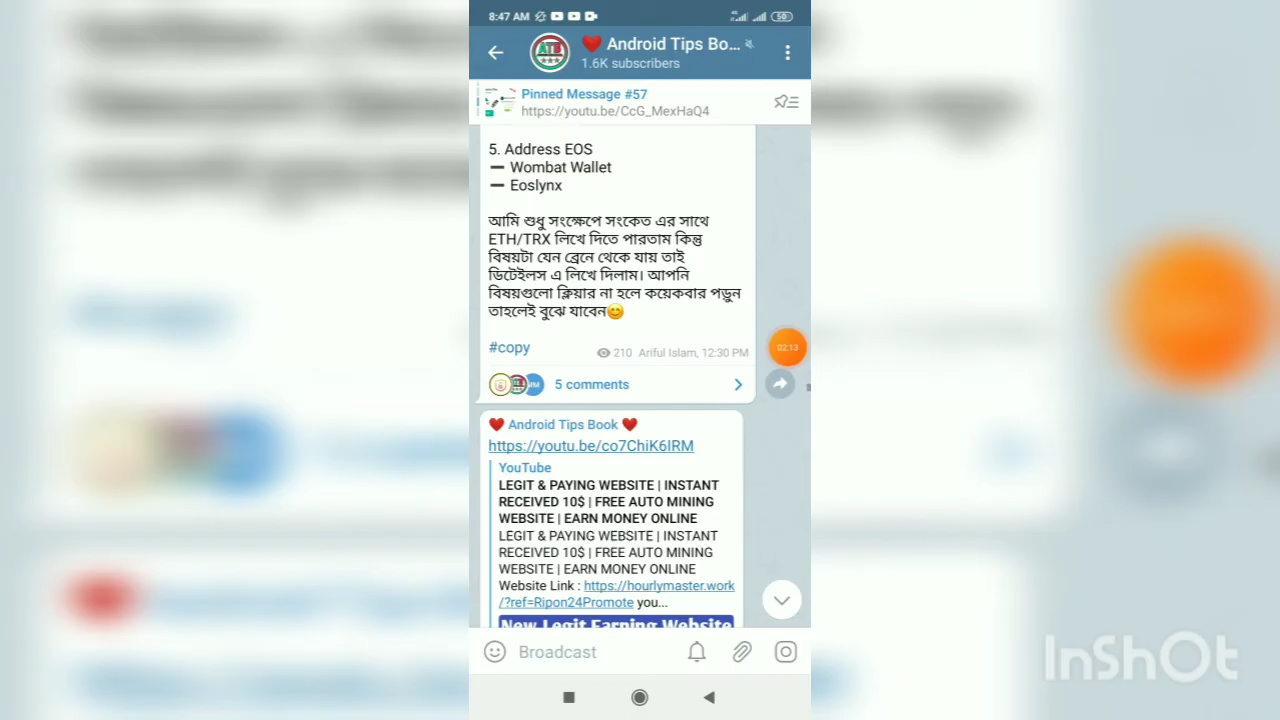 8:47 AM
4G
50
❤️ Android Tips Bo...
1.6K subscribers
Pinned Message #57
https://youtu.be/CcG_MexHaQ4
5. Address EOS
➖ Wombat Wallet
➖ Eoslynx
আমি শুধু সংক্ষেপে সংকেত এর সাথে
ETH/TRX লিখে দিতে পারতাম কিন্তু
বিষয়টা যেন ব্রেনে থেকে যায় তাই
ডিটেইলস এ লিখে দিলাম। আপনি
বিষয়গুলো ক্লিয়ার না হলে কয়েকবার পড়ুন
তাহলেই বুঝে যাবেন😊
#copy
210 Ariful Islam, 12:30 PM
02:13
5 comments
❤️ Android Tips Book ❤️
https://youtu.be/co7ChiK6IRM
YouTube
LEGIT & PAYING WEBSITE | INSTANT
RECEIVED 10$ | FREE AUTO MINING
WEBSITE | EARN MONEY ONLINE
LEGIT & PAYING WEBSITE | INSTANT
RECEIVED 10$ | FREE AUTO MINING
WEBSITE | EARN MONEY ONLINE
Website Link : https://hourlymaster.work
/?ref=Ripon24Promote you...
New Legit Earning Website
Broadcast
InShOt